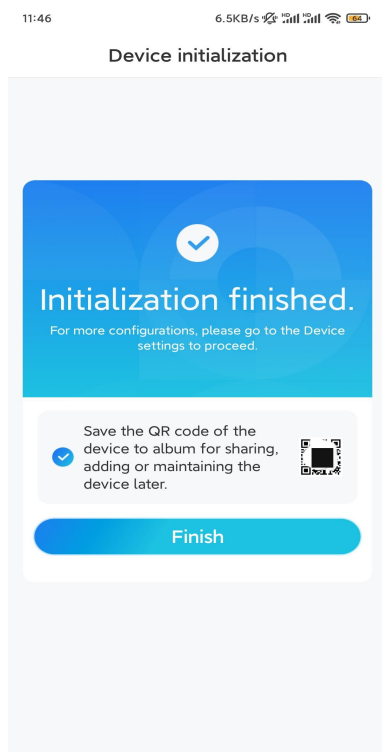 11:46
6.5KB/s
HD
HD
64
Device initialization
Initialization finished.
For more configurations, please go to the Device
settings to proceed.
Save the QR code of the
device to album for sharing,
adding or maintaining the
device later.
Finish